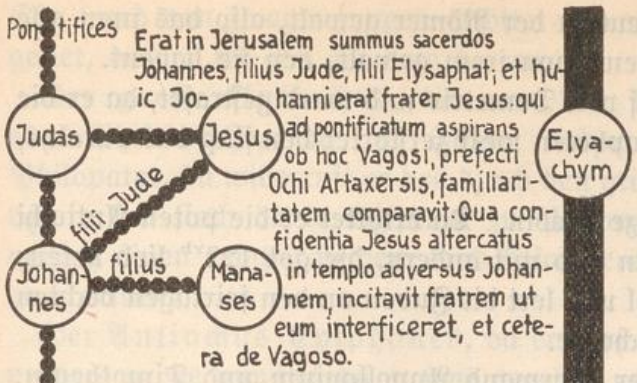 Pontifices
Erat in Jerusalem summus sacerdos
Johannes, filius Jude, filii Elysaphat; et hu-
ic Jo-
hanni erat frater Jesus, qui
ad pontificatum aspirans
ob hoc Vagosi, prefecti
Ochi Artaxersis, familiari-
tatem comparavit. Qua con-
fidentia Jesus altercatus
in templo adversus Johan-
nem, incitavit fratrem ut
eum interficeret, et cete-
ra de Vagoso.
Judas
Jesus
filii Jude
Johan-
nes
filius
Mana-
ses
Elya-
chym